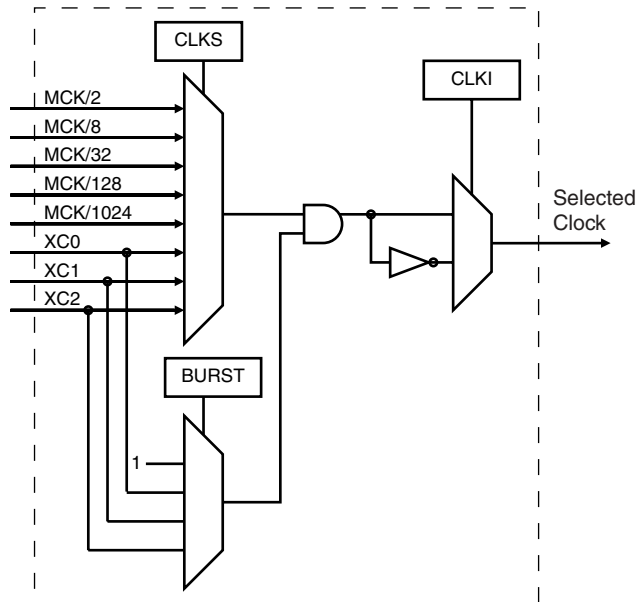 CLKS
CLKI
MCK/2
MCK/8
MCK/32
MCK/128
MCK/1024
XC0
XC1
XC2
Selected
Clock
BURST
1